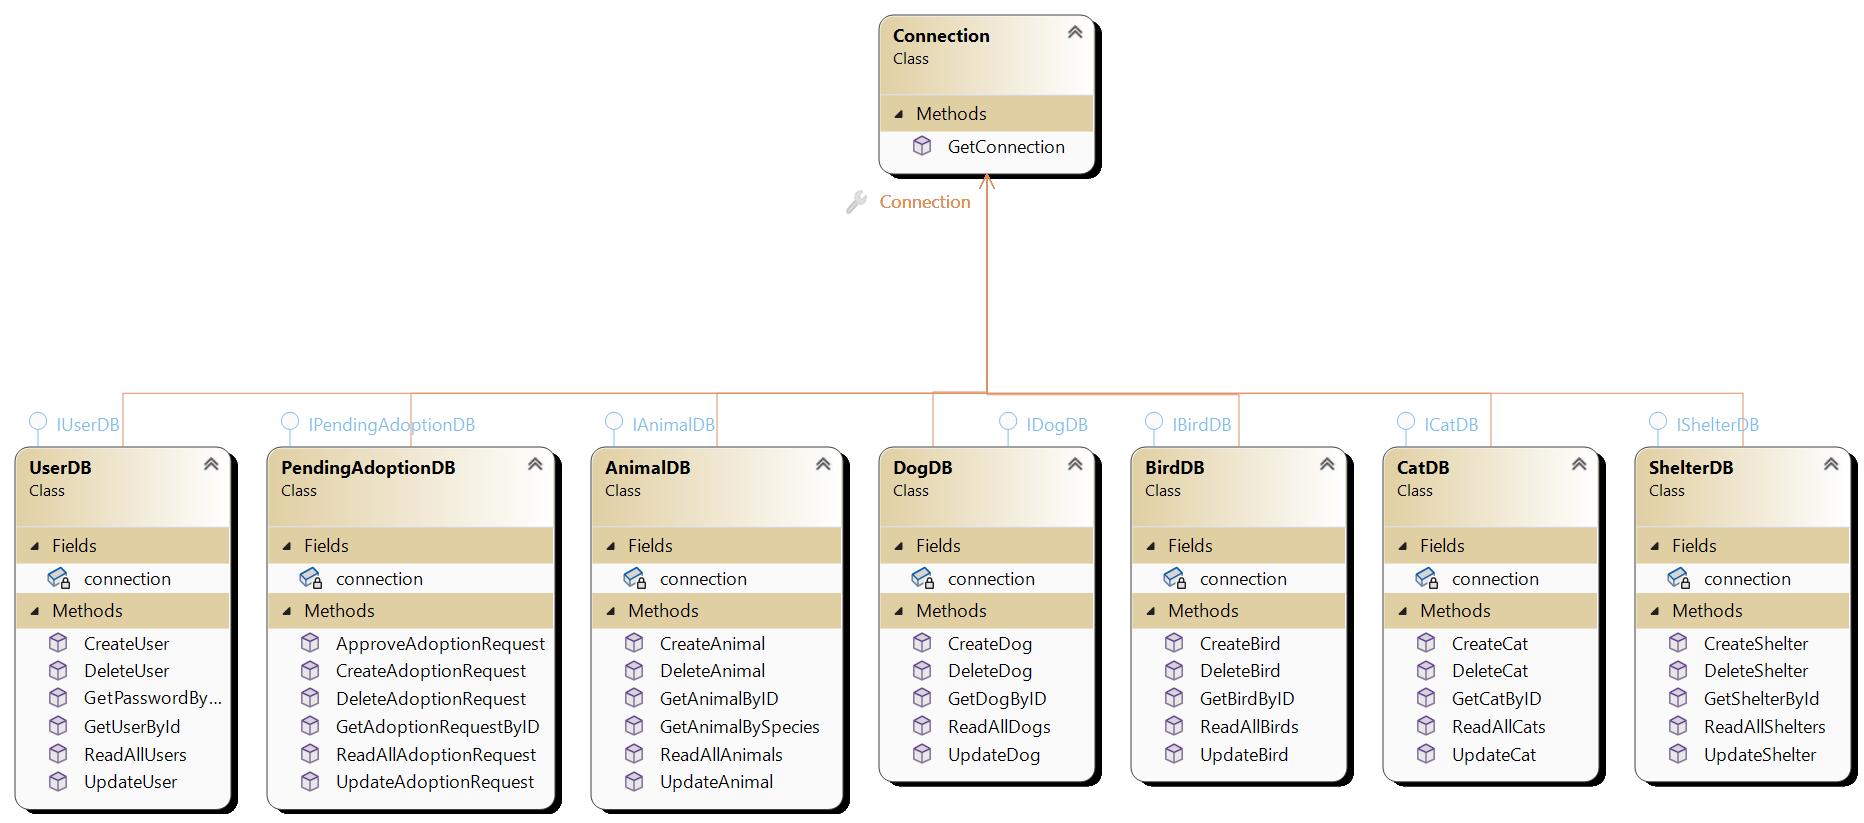 Connection
Class
Methods
GetConnection
Connection
IUserDB
UserDB
Class
Fields
connection
Methods
CreateUser
DeleteUser
GetPasswordBy...
GetUserById
ReadAllUsers
UpdateUser
IPendingAdoptionDB
PendingAdoptionDB
Class
Fields
connection
Methods
ApproveAdoptionRequest
CreateAdoptionRequest
DeleteAdoptionRequest
GetAdoptionRequestByID
ReadAllAdoptionRequest
UpdateAdoptionRequest
IAnimalDB
AnimalDB
Class
Fields
connection
Methods
CreateAnimal
DeleteAnimal
GetAnimalByID
GetAnimalBySpecies
ReadAllAnimals
UpdateAnimal
IDogDB
DogDB
Class
Fields
connection
Methods
CreateDog
DeleteDog
GetDogByID
ReadAllDogs
UpdateDog
IBirdDB
BirdDB
Class
Fields
connection
Methods
CreateBird
DeleteBird
GetBirdByID
ReadAllBirds
UpdateBird
ICatDB
CatDB
Class
Fields
connection
Methods
CreateCat
DeleteCat
GetCatByID
ReadAllCats
UpdateCat
IShelterDB
ShelterDB
Class
Fields
connection
Methods
CreateShelter
DeleteShelter
GetShelterById
ReadAllShelters
UpdateShelter